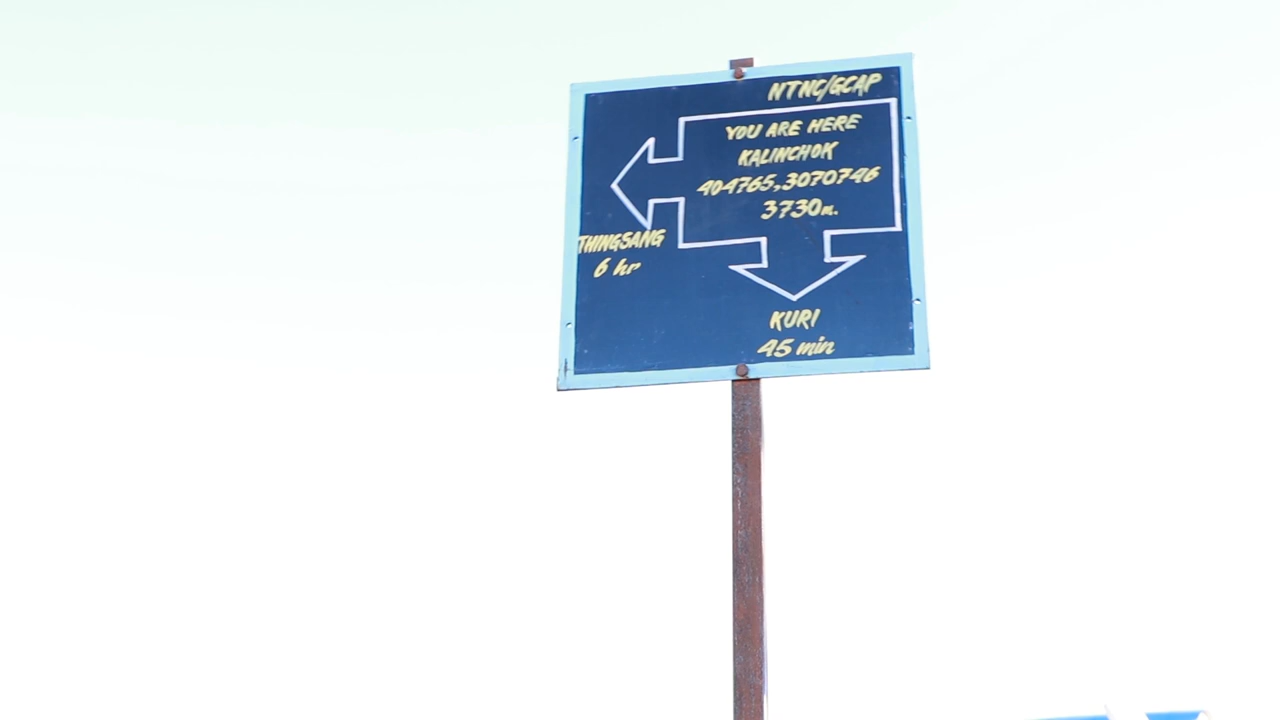 NTNC/GCAP
YOU ARE HERE
KALINCHOK
404765,3070746
3730m.
THINGSANG
6 hr
KURI
45 min